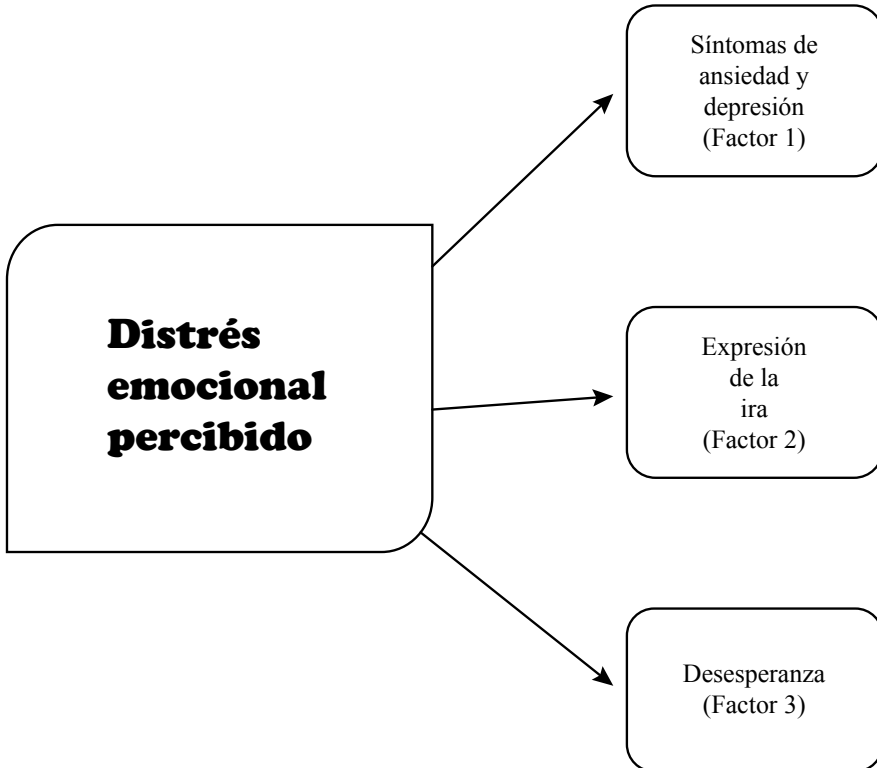 Síntomas de
ansiedad y
depresión
(Factor 1)
Distrés
emocional
percibido
Expresión
de la
ira
(Factor 2)
Desesperanza
(Factor 3)